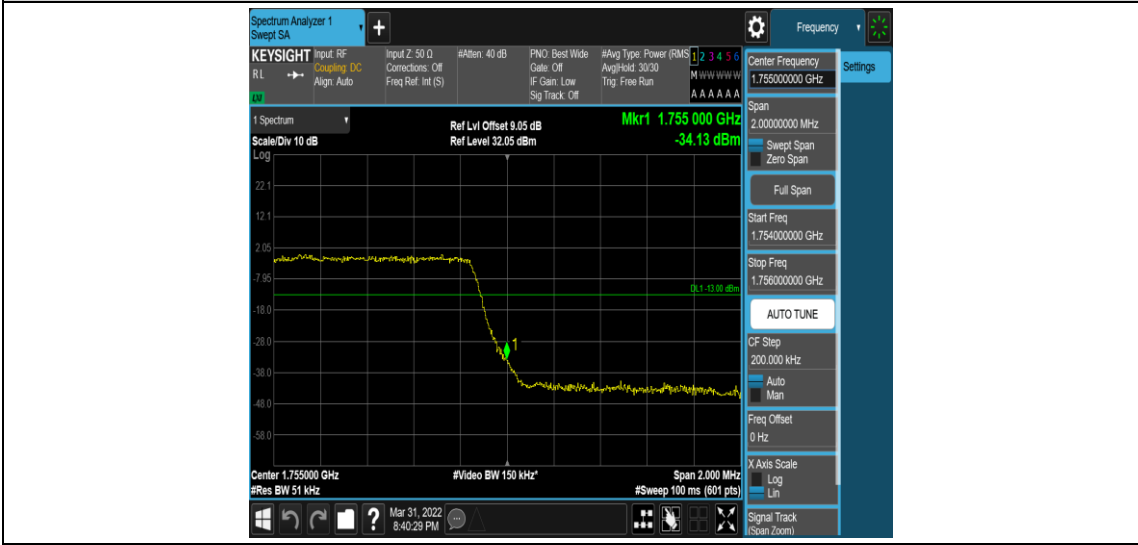 Spectrum Analyzer 1
Swept SA
+
Frequency
KEYSIGHT
RL
LXI
Input: RF
Coupling: DC
Align: Auto
Input Z: 50 Ω
Corrections: Off
Freq Ref: Int (S)
#Atten: 40 dB
PNO: Best Wide
Gate: Off
IF Gain: Low
Sig Track: Off
#Avg Type: Power (RMS
Avg|Hold: 30/30
Trig: Free Run
1 2 3 4 5 6
M W W W W W
A A A A A A
1 Spectrum
Scale/Div 10 dB
Log
Ref Lvl Offset 9.05 dB
Ref Level 32.05 dBm
Mkr1 1.755 000 GHz
-34.13 dBm
22.1
12.1
2.05
-7.95
DL1 -13.00 dBm
-18.0
-28.0
1
-38.0
-48.0
-58.0
Center 1.755000 GHz
#Res BW 51 kHz
#Video BW 150 kHz*
Span 2.000 MHz
#Sweep 100 ms (601 pts)
Center Frequency
1.755000000 GHz
Settings
Span
2.00000000 MHz
Swept Span
Zero Span
Full Span
Start Freq
1.754000000 GHz
Stop Freq
1.756000000 GHz
AUTO TUNE
CF Step
200.000 kHz
Auto
Man
Freq Offset
0 Hz
X Axis Scale
Log
Lin
Signal Track
(Span Zoom)
?
Mar 31, 2022
8:40:29 PM